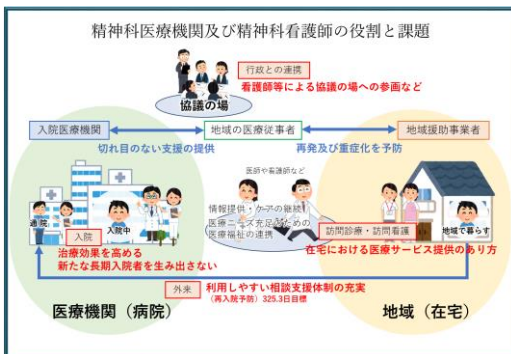 精神科医療機関及び精神科看護師の役割と課題
行政との連携
看護師等による協議の場への参画など
協議の場
入院医療機関
地域の医療従事者
地域援助事業者
切れ目のない支援の提供
再発及び重症化を予防
医師や看護師など
情報提供・ケアの継続
医療ニーズ充足のための
医療福祉の連携
通院
入院中
地域で暮らす
入院
治療効果を高める
新たな長期入院者を生み出さない
訪問診療・訪問看護
在宅における医療サービス提供のあり方
外来
利用しやすい相談支援体制の充実
（再入院予防）325.3日目標
医療機関（病院）
地域（在宅）